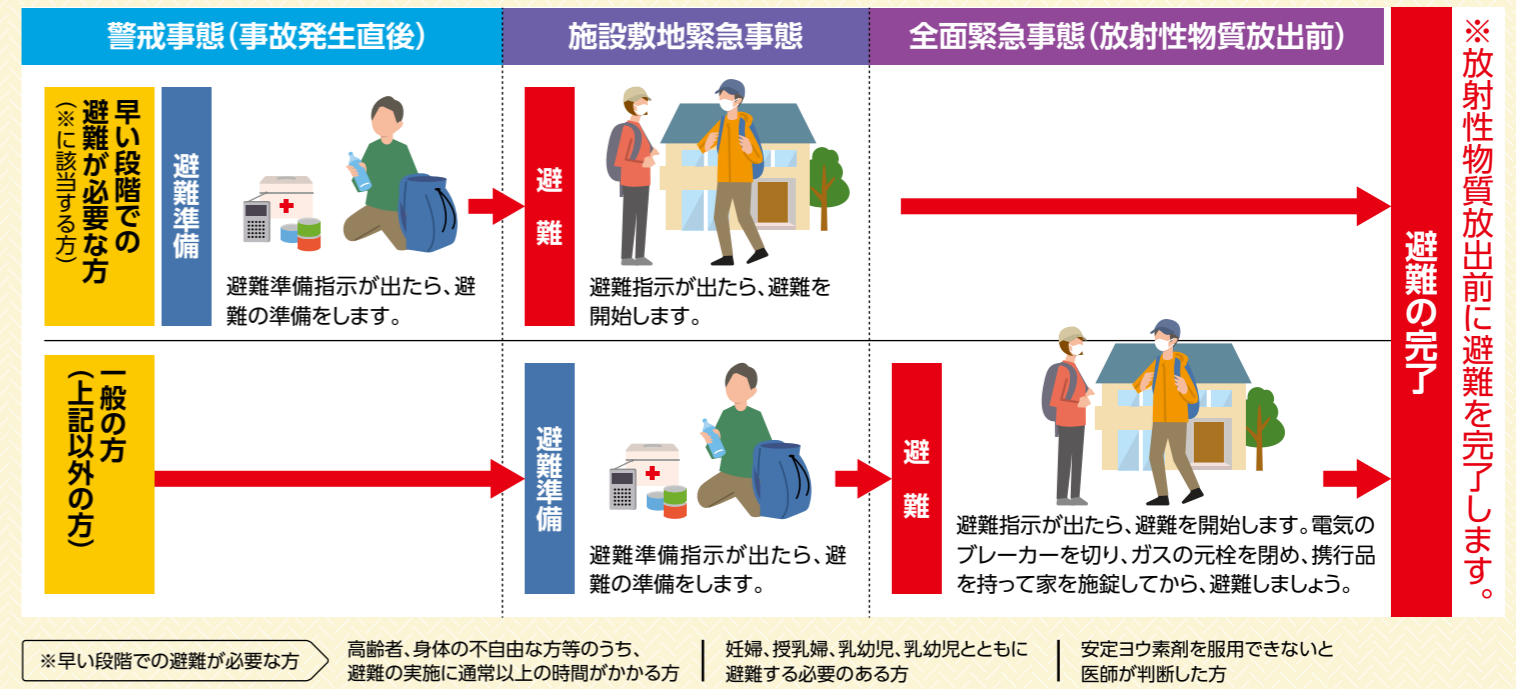 警戒事態（事故発生直後）
施設敷地緊急事態
全面緊急事態（放射性物質放出前）
早い段階での
避難が必要な方
（※に該当する方）
避難準備
避難準備指示が出たら、避
難の準備をします。
避難
避難指示が出たら、避難を
開始します。
一般の方
（上記以外の方）
避難準備
避難準備指示が出たら、避
難の準備をします。
避難
避難指示が出たら、避難を開始します。電気の
ブレーカーを切り、ガスの元栓を閉め、携行品
を持って家を施錠してから、避難しましょう。
避難の完了
※放射性物質放出前に避難を完了します。
※早い段階での避難が必要な方
高齢者、身体の不自由な方等のうち、
避難の実施に通常以上の時間がかかる方
妊婦、授乳婦、乳幼児、乳幼児とともに
避難する必要のある方
安定ヨウ素剤を服用できないと
医師が判断した方